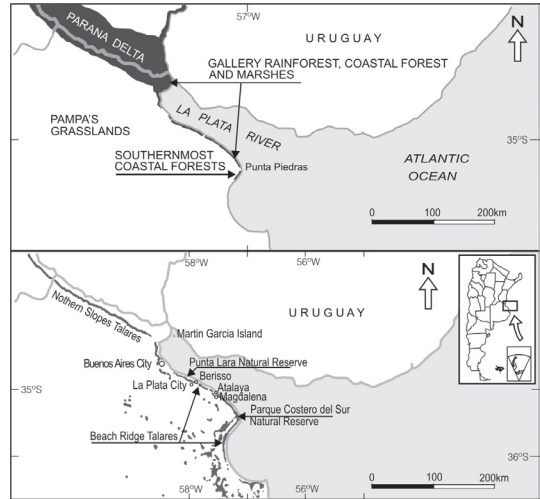 57°W
N
PARANA DELTA
URUGUAY
GALLERY RAINFOREST, COASTAL FOREST
AND MARSHES
LA PLATA RIVER
PAMPA'S
GRASSLANDS
35°S
SOUTHERNMOST
COASTAL FORESTS
Punta Piedras
ATLANTIC
OCEAN
0 100 200km
58°W
56°W
N
Nothern Slopes Talares
URUGUAY
Martin Garcia Island
Buenos Aires City
Punta Lara Natural Reserve
Berisso
La Plata City
Atalaya
Magdalena
35°S
Parque Costero del Sur
Natural Reserve
Beach Ridge Talares
36°S
0 100 200km
58°W
56°W